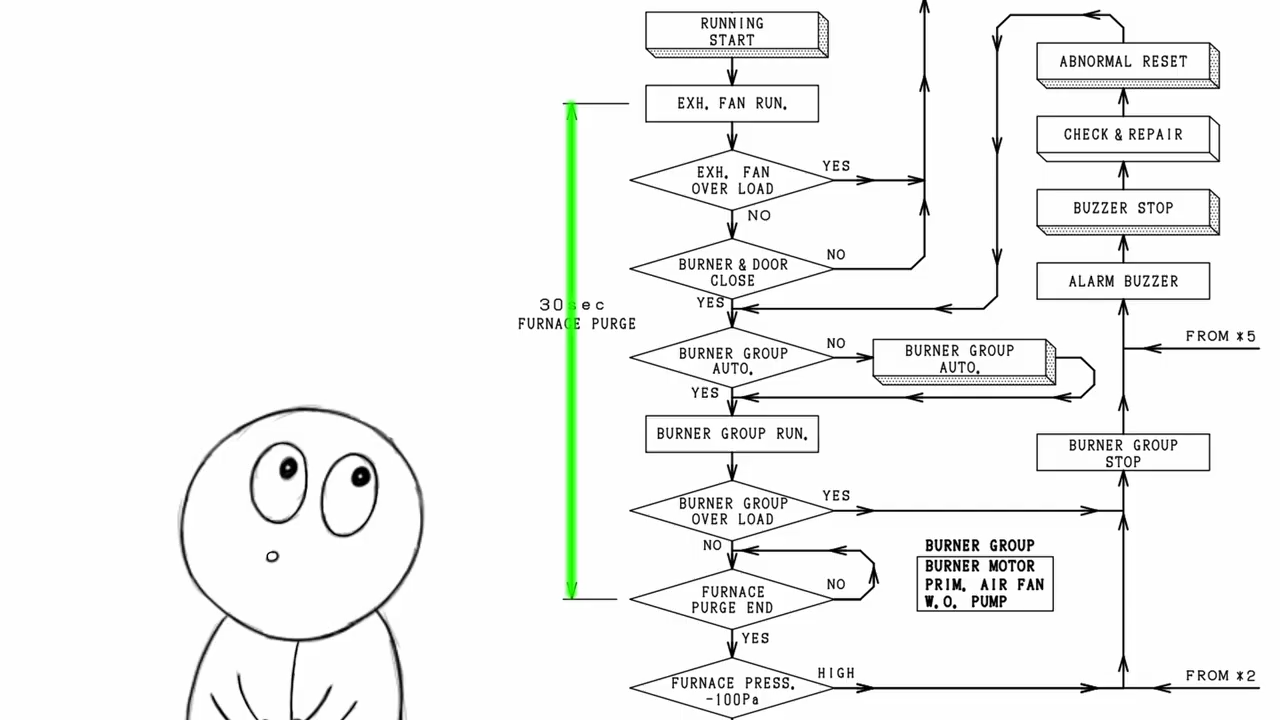 RUNNING
START
EXH. FAN RUN.
EXH. FAN
OVER LOAD
YES
NO
BURNER & DOOR
CLOSE
NO
YES
30sec
FURNACE PURGE
BURNER GROUP
AUTO.
NO
BURNER GROUP
AUTO.
YES
BURNER GROUP RUN.
BURNER GROUP
OVER LOAD
YES
NO
FURNACE
PURGE END
NO
YES
FURNACE PRESS.
-100Pa
HIGH
ABNORMAL RESET
CHECK & REPAIR
BUZZER STOP
ALARM BUZZER
FROM *5
BURNER GROUP
STOP
BURNER GROUP
BURNER MOTOR
PRIM. AIR FAN
W.O. PUMP
FROM *2